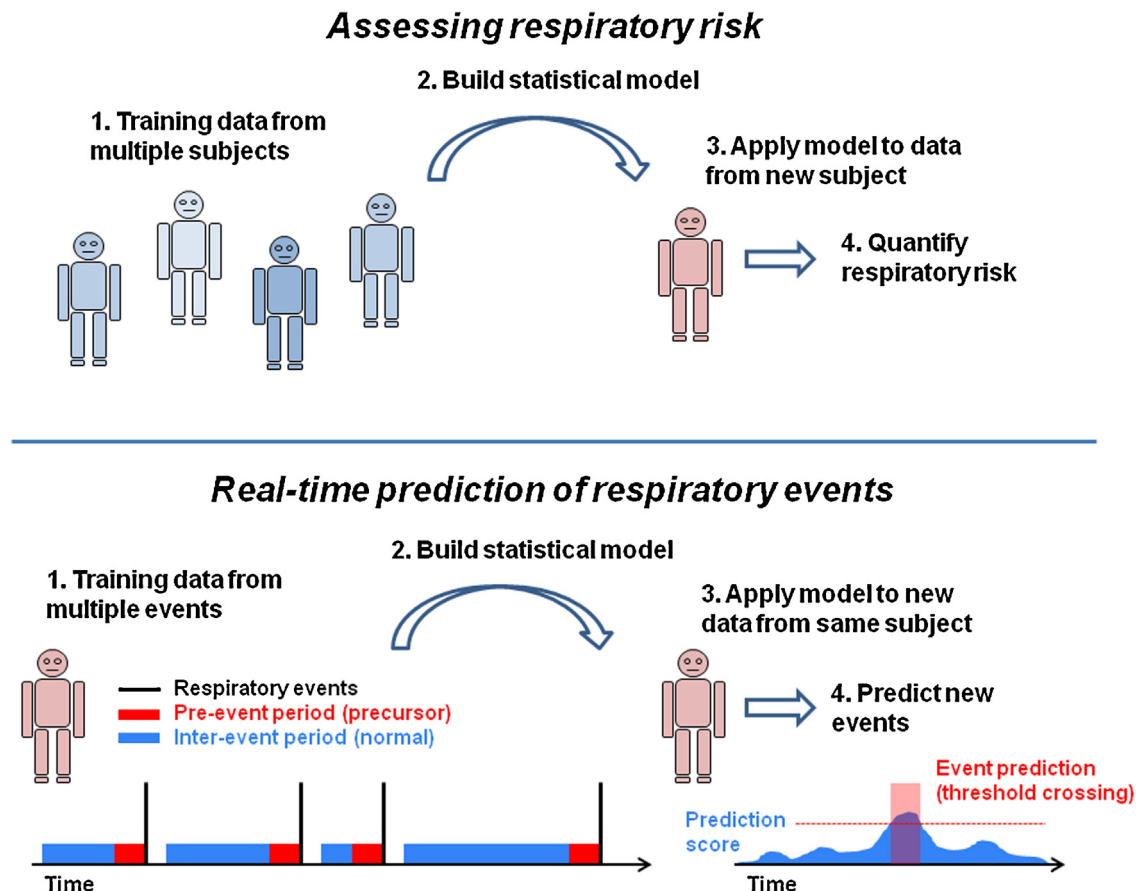 Assessing respiratory risk
2. Build statistical model
1. Training data from
multiple subjects
3. Apply model to data
from new subject
4. Quantify
respiratory risk
Real-time prediction of respiratory events
2. Build statistical model
1. Training data from
multiple events
3. Apply model to new
data from same subject
Respiratory events
Pre-event period (precursor)
Inter-event period (normal)
4. Predict new
events
Event prediction
(threshold crossing)
Prediction
score
Time
Time